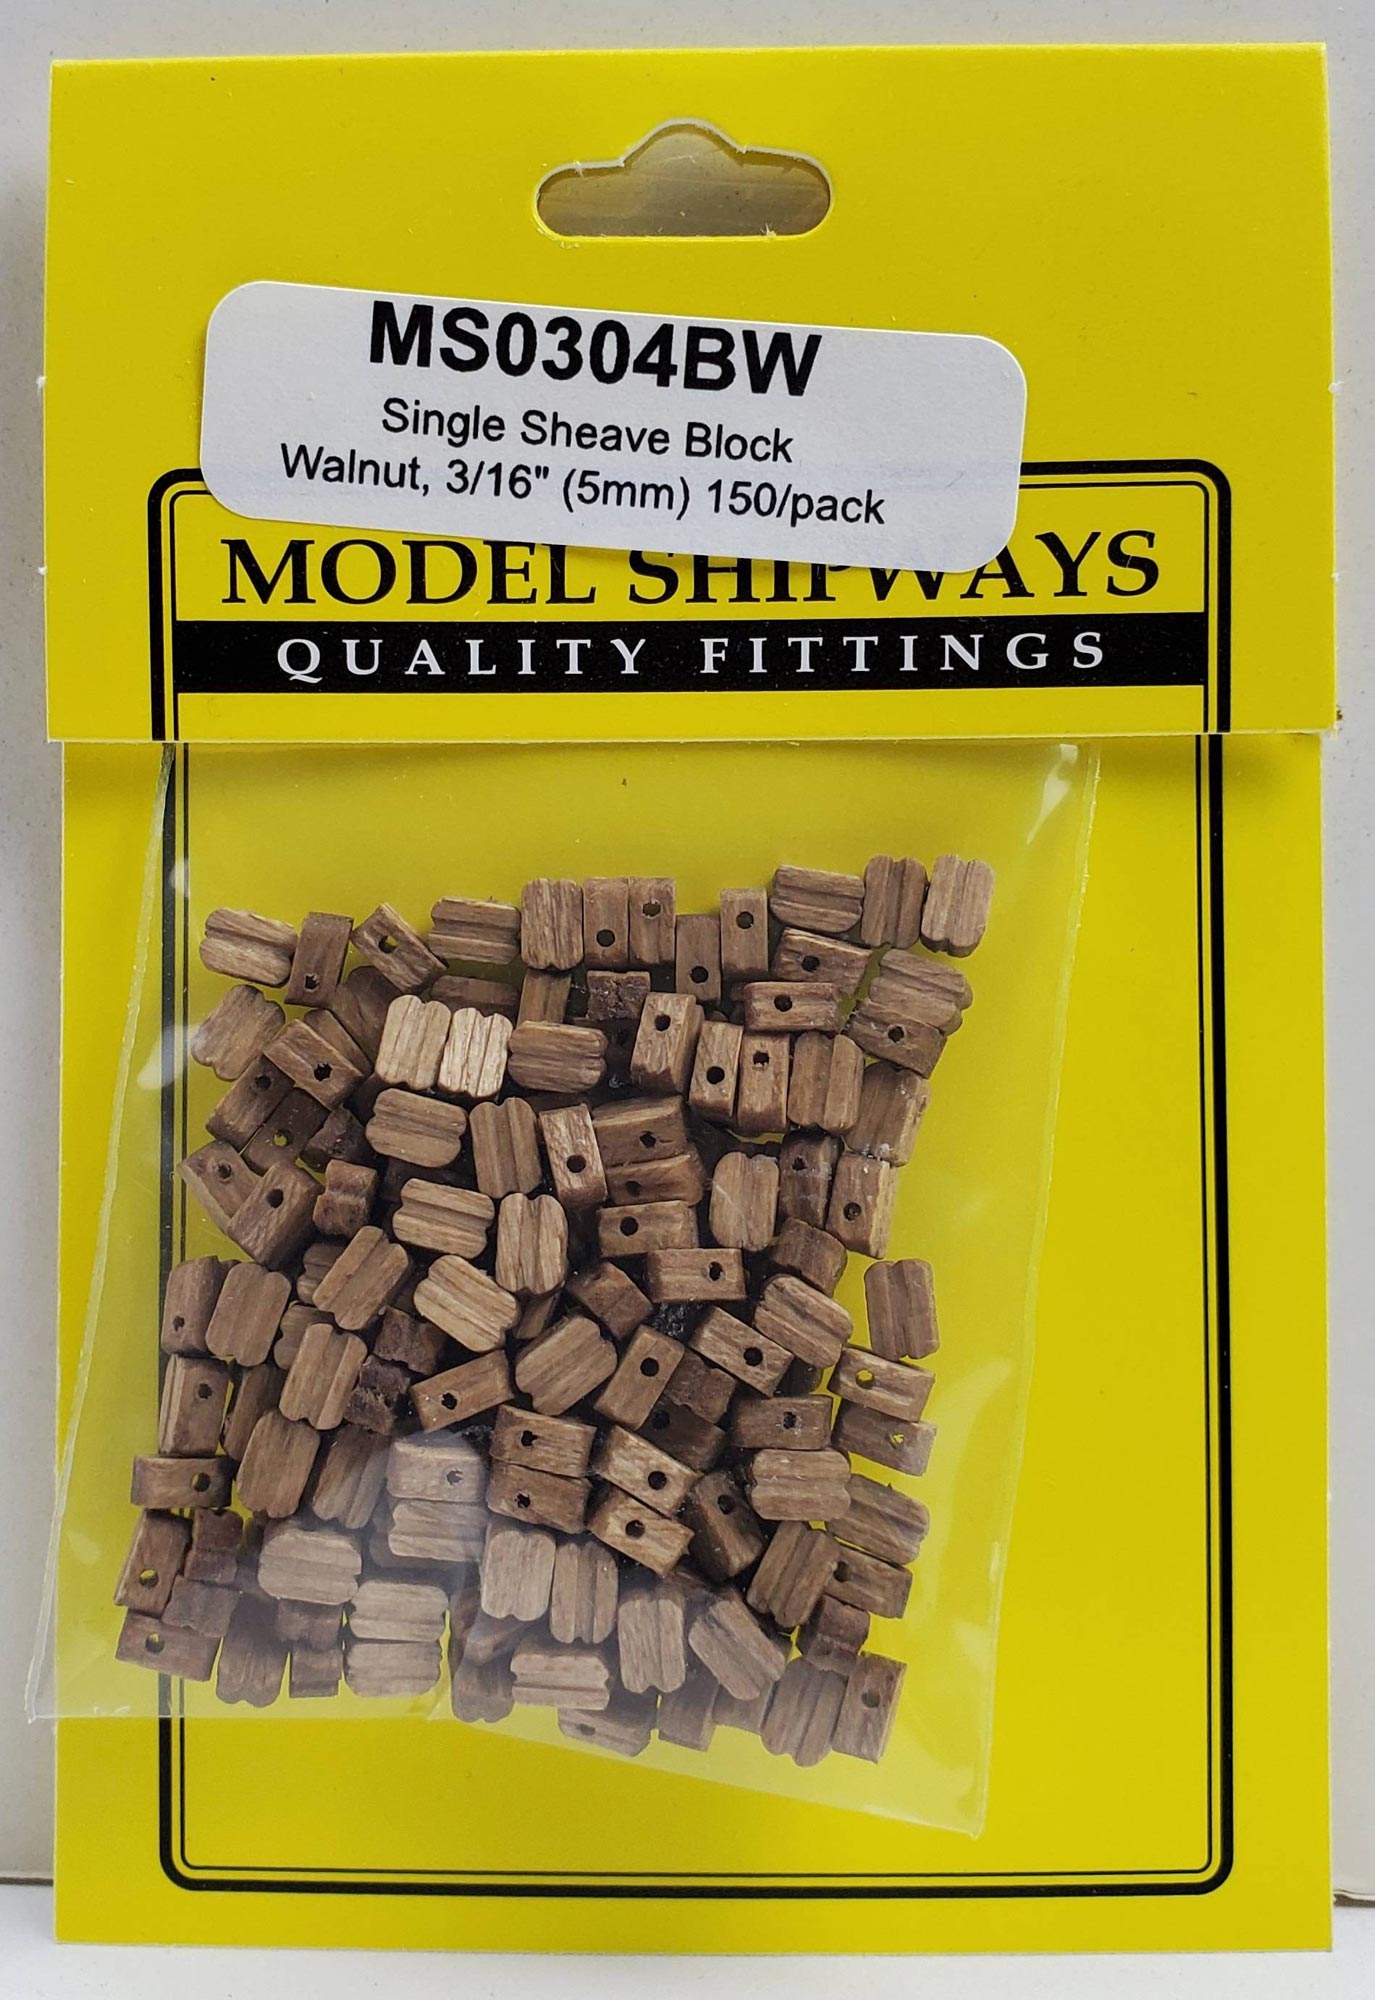 MS0304BW
Single Sheave Block
Walnut, 3/16" (5mm) 150/pack
MODEL SHIPWAYS
QUALITY FITTINGS